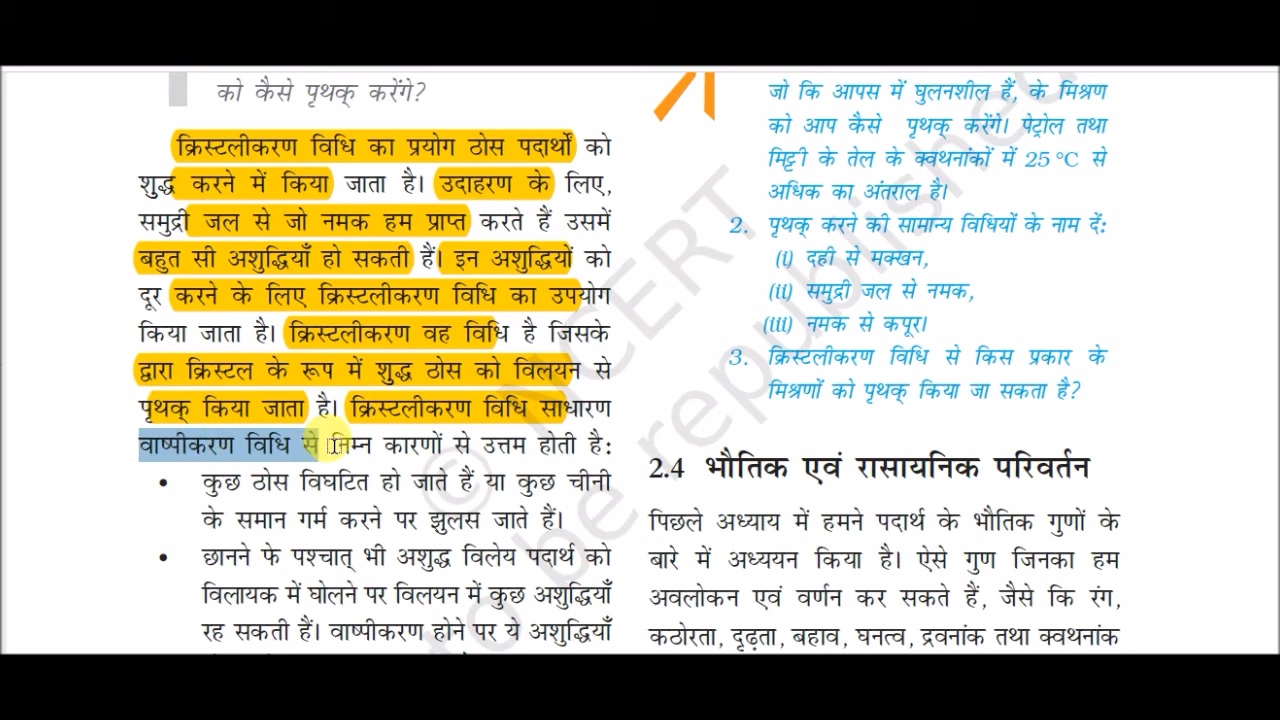 को कैसे पृथक् करेंगे?
क्रिस्टलीकरण विधि का प्रयोग ठोस पदार्थों को
शुद्ध करने में किया जाता है। उदाहरण के लिए,
समुद्री जल से जो नमक हम प्राप्त करते हैं उसमें
बहुत सी अशुद्धियाँ हो सकती हैं। इन अशुद्धियों को
दूर करने के लिए क्रिस्टलीकरण विधि का उपयोग
किया जाता है। क्रिस्टलीकरण वह विधि है जिसके
द्वारा क्रिस्टल के रूप में शुद्ध ठोस को विलयन से
पृथक् किया जाता है। क्रिस्टलीकरण विधि साधारण
वाष्पीकरण विधि से निम्न कारणों से उत्तम होती है:
• कुछ ठोस विघटित हो जाते हैं या कुछ चीनी
के समान गर्म करने पर झुलस जाते हैं।
• छानने के पश्चात् भी अशुद्ध विलेय पदार्थ को
विलायक में घोलने पर विलयन में कुछ अशुद्धियाँ
रह सकती हैं। वाष्पीकरण होने पर ये अशुद्धियाँ
जो कि आपस में घुलनशील हैं, के मिश्रण
को आप कैसे पृथक् करेंगे। पेट्रोल तथा
मिट्टी के तेल के क्वथनांकों में 25 °C से
अधिक का अंतराल है।
2. पृथक् करने की सामान्य विधियों के नाम दें:
(i) दही से मक्खन,
(ii) समुद्री जल से नमक,
(iii) नमक से कपूर।
3. क्रिस्टलीकरण विधि से किस प्रकार के
मिश्रणों को पृथक् किया जा सकता है?
2.4 भौतिक एवं रासायनिक परिवर्तन
पिछले अध्याय में हमने पदार्थ के भौतिक गुणों के
बारे में अध्ययन किया है। ऐसे गुण जिनका हम
अवलोकन एवं वर्णन कर सकते हैं, जैसे कि रंग,
कठोरता, दृढ़ता, बहाव, घनत्व, द्रवनांक तथा क्वथनांक
© NCERT
to be republished